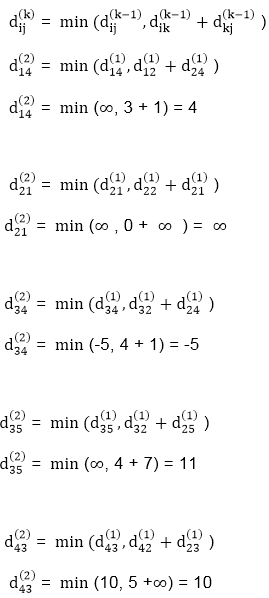 d_ij^(k) = min (d_ij^(k−1), d_ik^(k−1) + d_kj^(k−1))
d_14^(2) = min (d_14^(1), d_12^(1) + d_24^(1) )
d_14^(2) = min (∞, 3 + 1) = 4
d_21^(2) = min (d_21^(1), d_22^(1) + d_21^(1) )
d_21^(2) = min (∞ , 0 + ∞ ) = ∞
d_34^(2) = min (d_34^(1), d_32^(1) + d_24^(1) )
d_34^(2) = min (-5, 4 + 1) = -5
d_35^(2) = min (d_35^(1), d_32^(1) + d_25^(1) )
d_35^(2) = min (∞, 4 + 7) = 11
d_43^(2) = min (d_43^(1), d_42^(1) + d_23^(1) )
d_43^(2) = min (10, 5 +∞) = 10